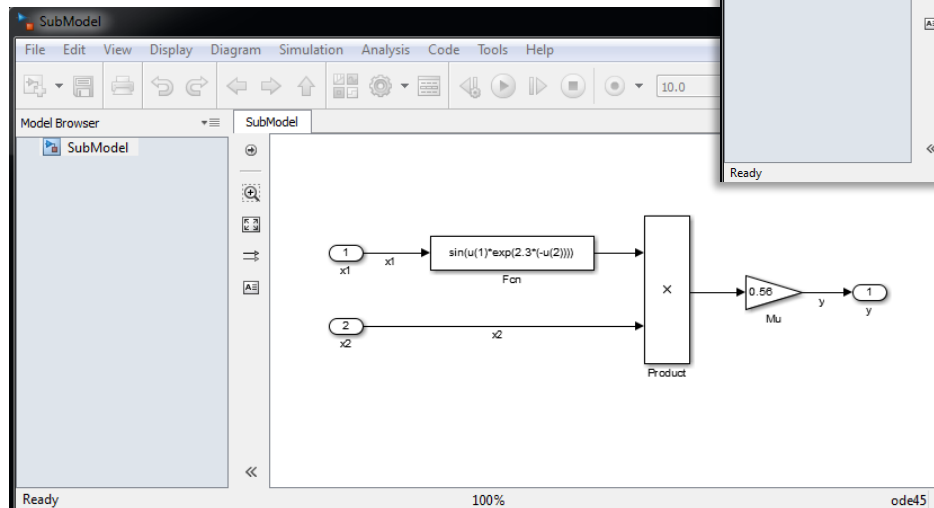 SubModel
File Edit View Display Diagram Simulation Analysis Code Tools Help
10.0
Model Browser
SubModel
SubModel
Ready
1
x1
x1
sin(u(1)*exp(2.3*(-u(2))))
Fcn
×
0.56
Mu
y
1
y
2
x2
x2
Product
Ready
100%
ode45